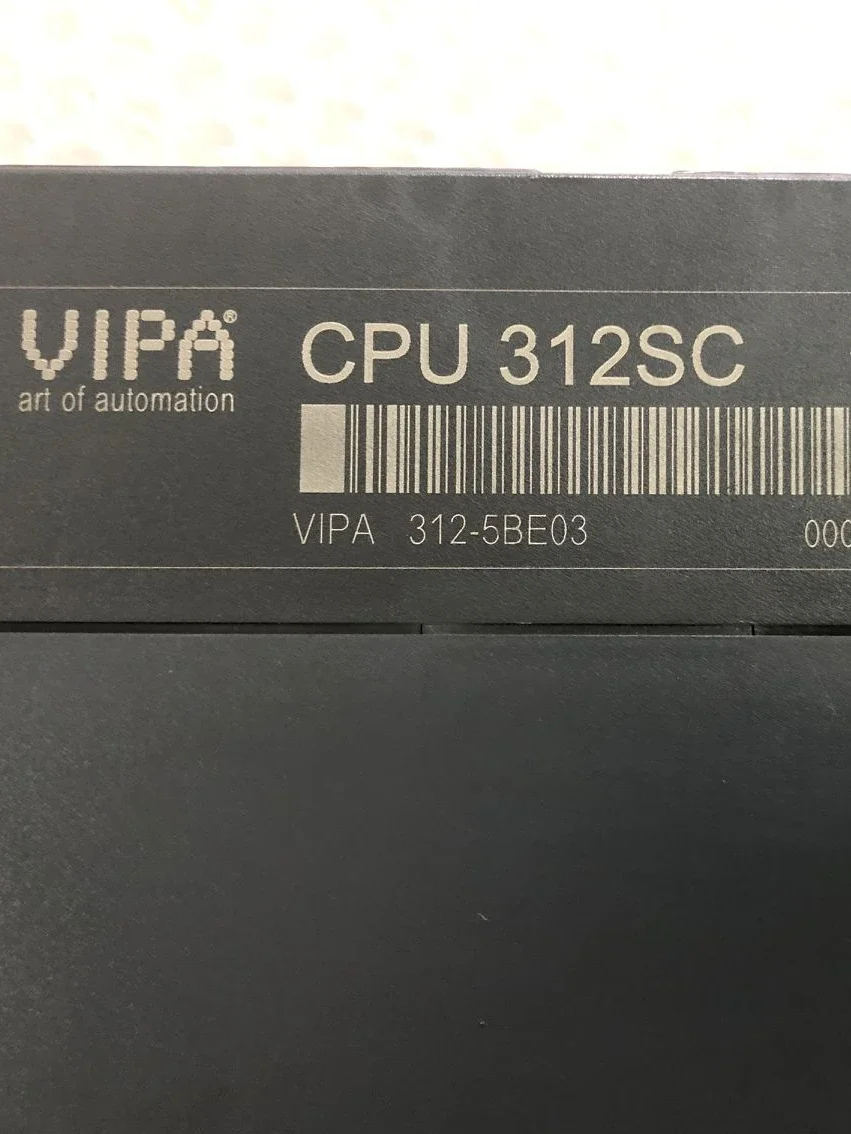 VIPA® CPU 312SC
art of automation
VIPA 312-5BE03 000